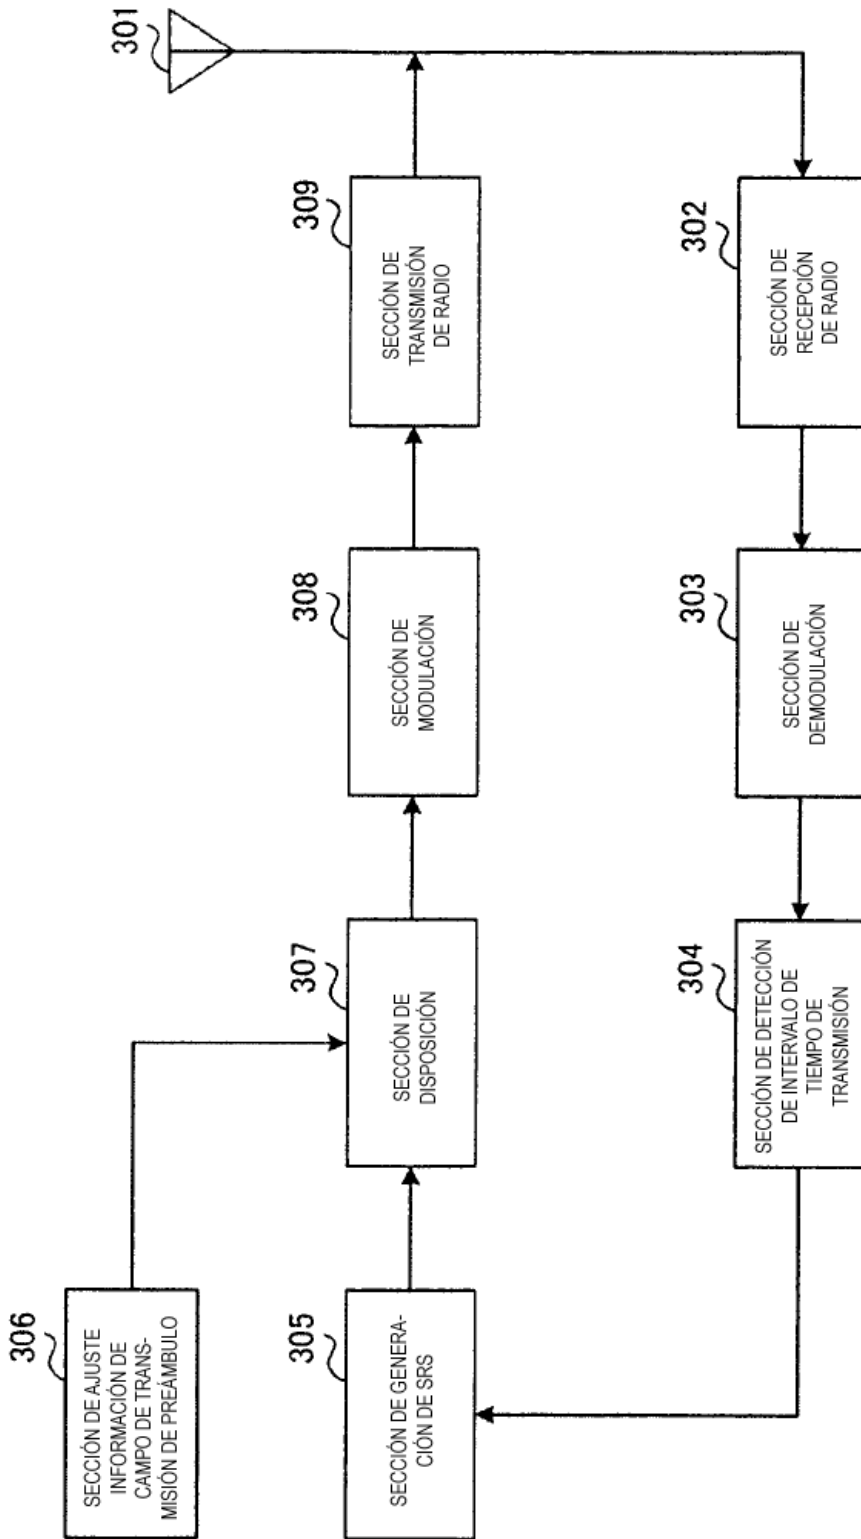 306
SECCIÓN DE AJUSTE
INFORMACIÓN DE
CAMPO DE TRANS-
MISIÓN DE PREÁMBULO
305
SECCIÓN DE GENERA-
CIÓN DE SRS
307
SECCIÓN DE
DISPOSICIÓN
308
SECCIÓN DE
MODULACIÓN
309
SECCIÓN DE
TRANSMISIÓN
DE RADIO
301
304
SECCIÓN DE DETECCIÓN
DE INTERVALO DE
TIEMPO DE
TRANSMISIÓN
303
SECCIÓN DE
DEMODULACIÓN
302
SECCIÓN DE
RECEPCIÓN
DE RADIO